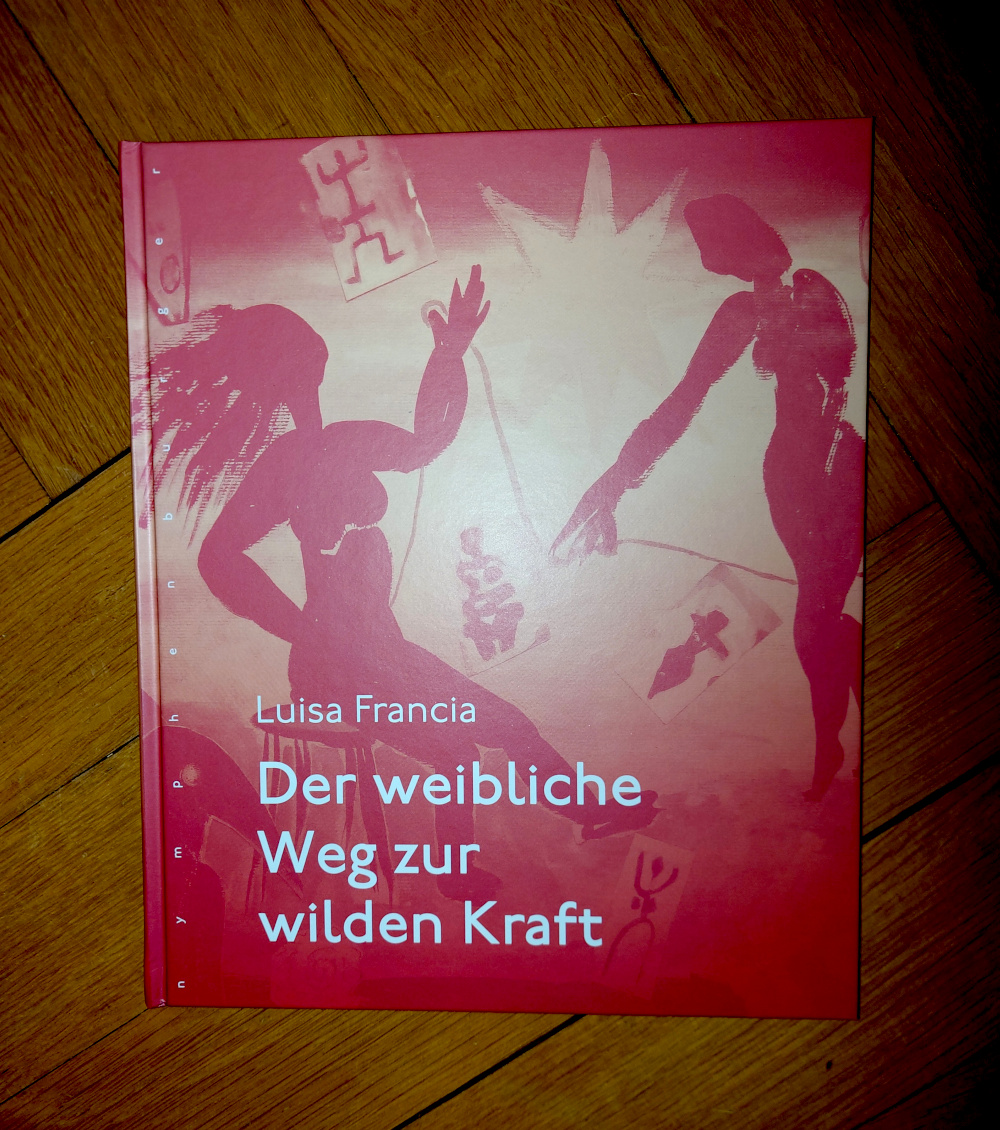 Luisa Francia
Der weibliche
Weg zur
wilden Kraft
nymphenburger